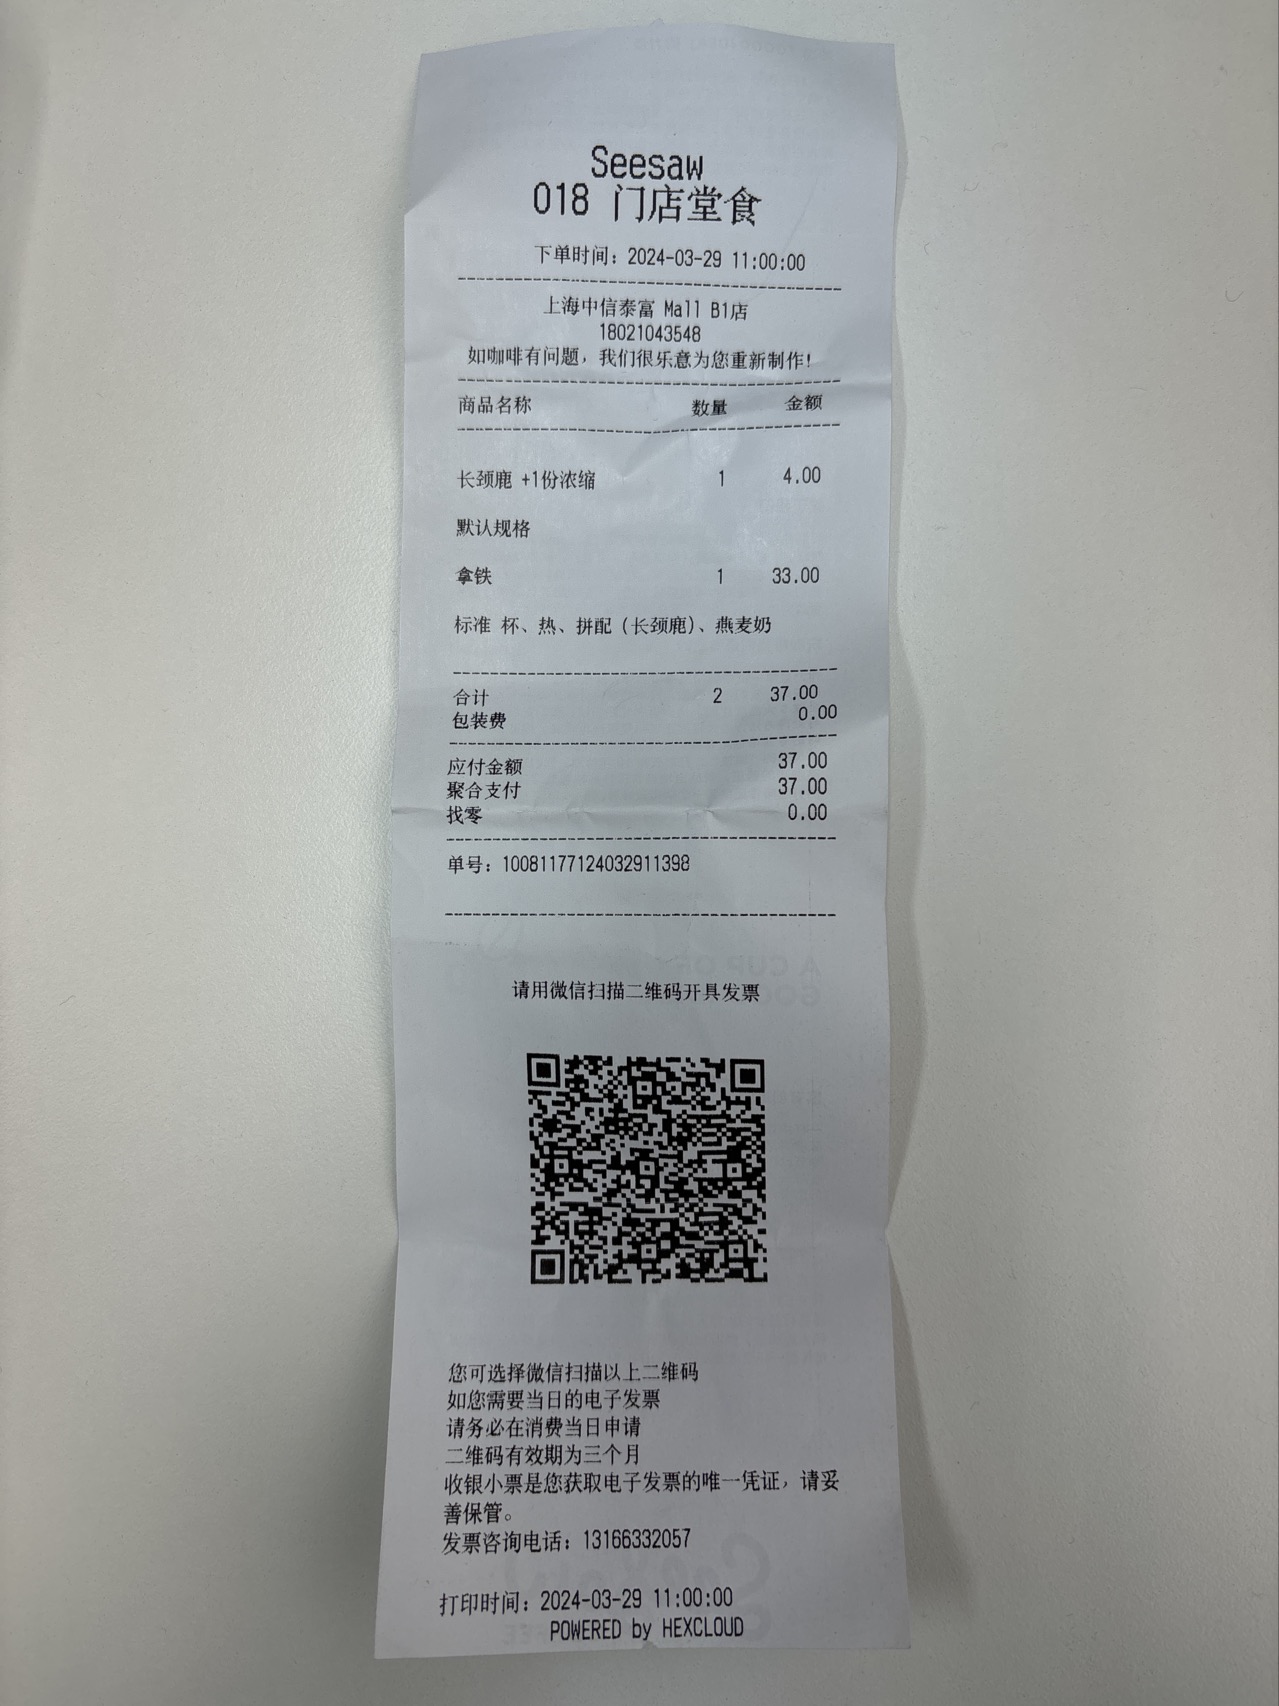 Seesaw
018 门店堂食
下单时间：2024-03-29 11:00:00
上海中信泰富 Mall B1店
18021043548
如咖啡有问题，我们很乐意为您重新制作！
商品名称 数量 金额
长颈鹿 +1份浓缩 1 4.00
默认规格
拿铁 1 33.00
标准 杯、热、拼配（长颈鹿）、燕麦奶
合计 2 37.00
包装费 0.00
应付金额 37.00
聚合支付 37.00
找零 0.00
单号：10081177124032911398
请用微信扫描二维码开具发票
您可选择微信扫描以上二维码
如您需要当日的电子发票
请务必在消费当日申请
二维码有效期为三个月
收银小票是您获取电子发票的唯一凭证，请妥
善保管。
发票咨询电话：13166332057
打印时间：2024-03-29 11:00:00
POWERED by HEXCLOUD